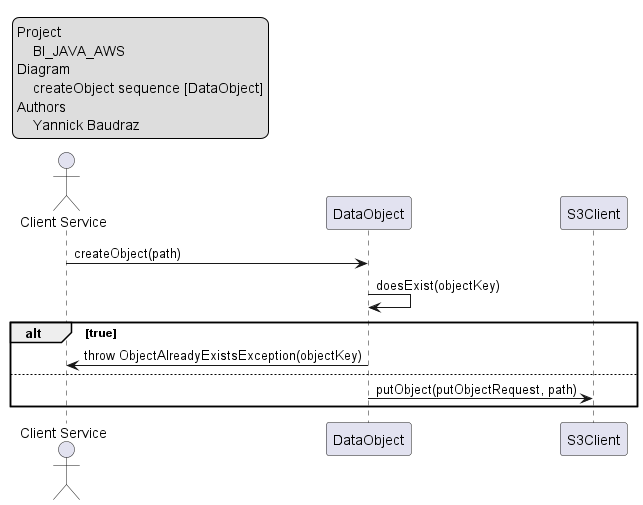 Project
BI_JAVA_AWS
Diagram
createObject sequence [DataObject]
Authors
Yannick Baudraz
Client Service
DataObject
S3Client
createObject(path)
doesExist(objectKey)
alt
[true]
throw ObjectAlreadyExistsException(objectKey)
putObject(putObjectRequest, path)
Client Service
DataObject
S3Client